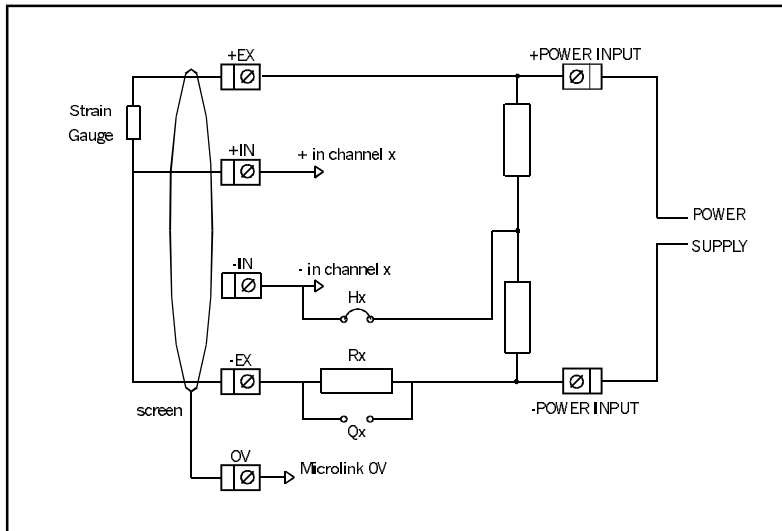 +EX
+POWER INPUT
Strain
Gauge
+IN
+ in channel x
POWER
SUPPLY
-IN
- in channel x
Hx
-EX
Rx
screen
Qx
-POWER INPUT
0V
Microlink 0V